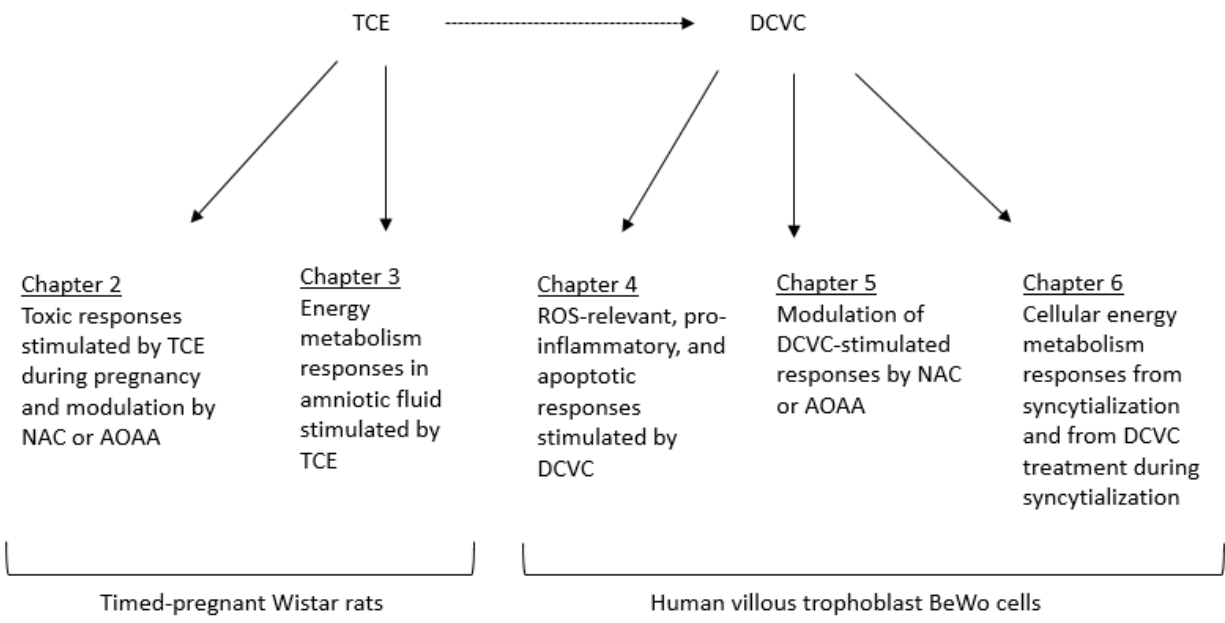 TCE
DCVC
Chapter 2
Toxic responses
stimulated by TCE
during pregnancy
and modulation by
NAC or AOAA
Chapter 3
Energy
metabolism
responses in
amniotic fluid
stimulated by
TCE
Chapter 4
ROS-relevant, pro-
inflammatory, and
apoptotic
responses
stimulated by
DCVC
Chapter 5
Modulation of
DCVC-stimulated
responses by NAC
or AOAA
Chapter 6
Cellular energy
metabolism
responses from
syncytialization
and from DCVC
treatment during
syncytialization
Timed-pregnant Wistar rats
Human villous trophoblast BeWo cells